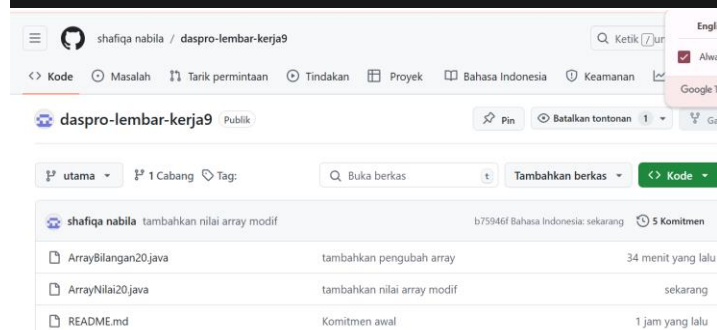 Engli
shafiqa nabila / daspro-lembar-kerja9
Ketik / un
Alwa
Kode Masalah Tarik permintaan Tindakan Proyek Bahasa Indonesia Keamanan
Google T
daspro-lembar-kerja9 Publik
Pin Batalkan tontonan 1 Ga
utama 1 Cabang Tag: Buka berkas t Tambahkan berkas Kode
shafiqa nabila tambahkan nilai array modif b75946f Bahasa Indonesia: sekarang 5 Komitmen
ArrayBilangan20.java tambahkan pengubah array 34 menit yang lalu
ArrayNilai20.java tambahkan nilai array modif sekarang
README.md Komitmen awal 1 jam yang lalu